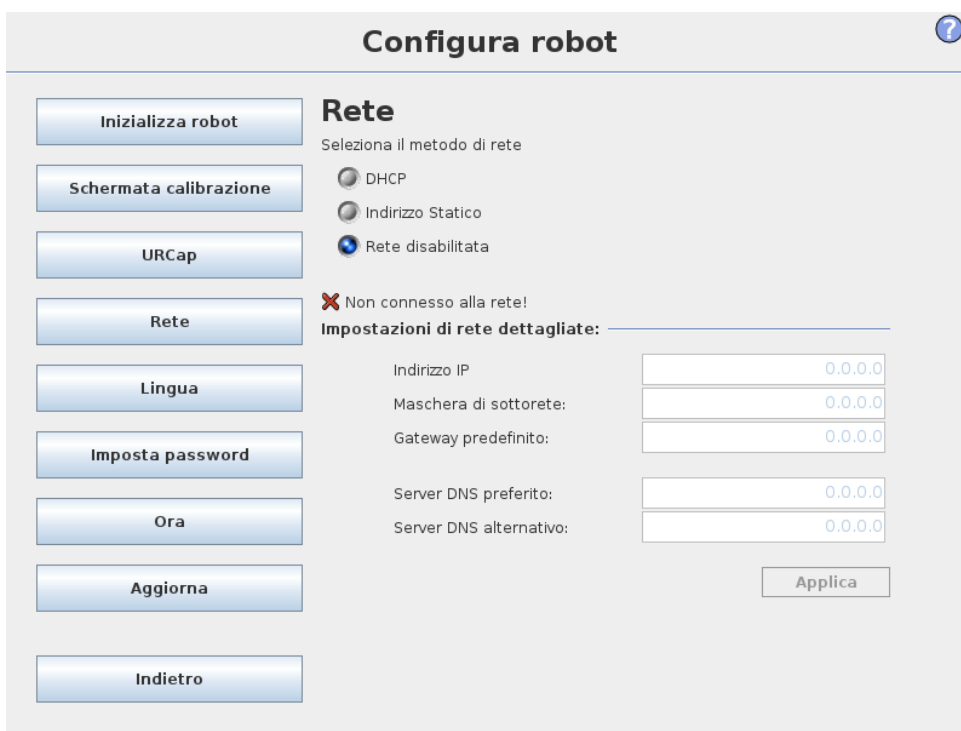 Configura robot
?
Inizializza robot
Schermata calibrazione
URCap
Rete
Lingua
Imposta password
Ora
Aggiorna
Indietro
Rete
Seleziona il metodo di rete
DHCP
Indirizzo Statico
Rete disabilitata
Non connesso alla rete!
Impostazioni di rete dettagliate:
Indirizzo IP 0.0.0.0
Maschera di sottorete: 0.0.0.0
Gateway predefinito: 0.0.0.0
Server DNS preferito: 0.0.0.0
Server DNS alternativo: 0.0.0.0
Applica